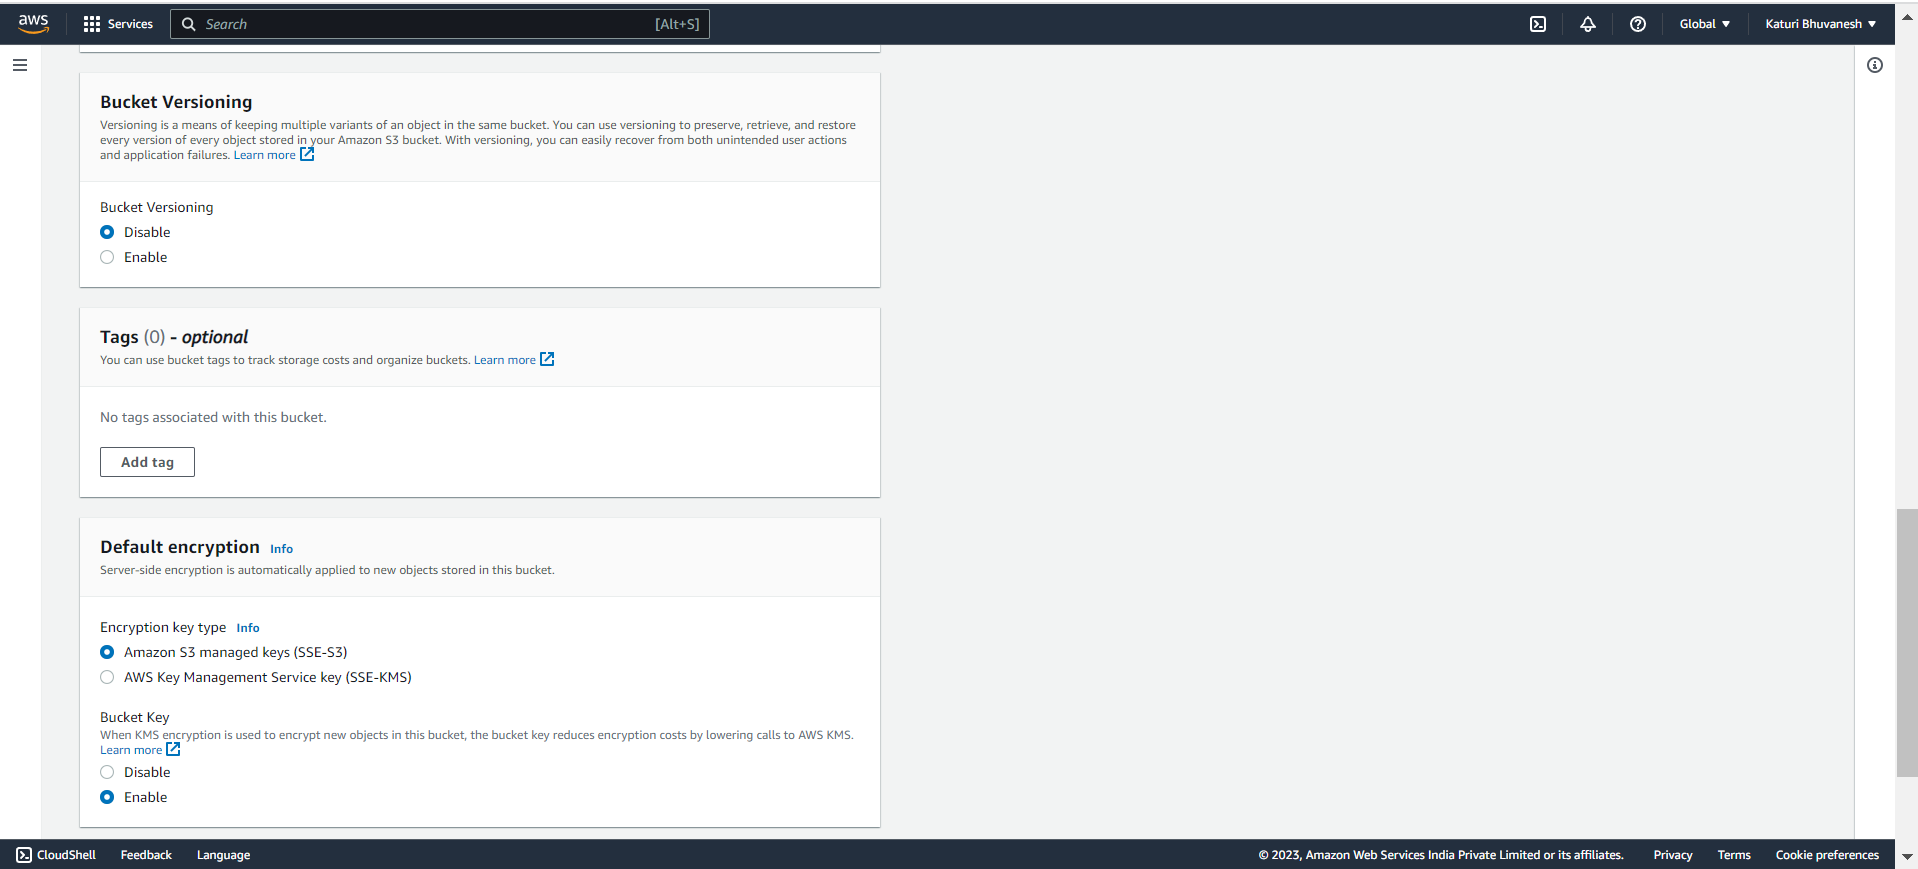 aws
Services
Search
[Alt+S]
Global
Katuri Bhuvanesh
Bucket Versioning
Versioning is a means of keeping multiple variants of an object in the same bucket. You can use versioning to preserve, retrieve, and restore
every version of every object stored in your Amazon S3 bucket. With versioning, you can easily recover from both unintended user actions
and application failures. Learn more
Bucket Versioning
Disable
Enable
Tags (0) - optional
You can use bucket tags to track storage costs and organize buckets. Learn more
No tags associated with this bucket.
Add tag
Default encryption Info
Server-side encryption is automatically applied to new objects stored in this bucket.
Encryption key type Info
Amazon S3 managed keys (SSE-S3)
AWS Key Management Service key (SSE-KMS)
Bucket Key
When KMS encryption is used to encrypt new objects in this bucket, the bucket key reduces encryption costs by lowering calls to AWS KMS.
Learn more
Disable
Enable
CloudShell
Feedback
Language
© 2023, Amazon Web Services India Private Limited or its affiliates.
Privacy
Terms
Cookie preferences